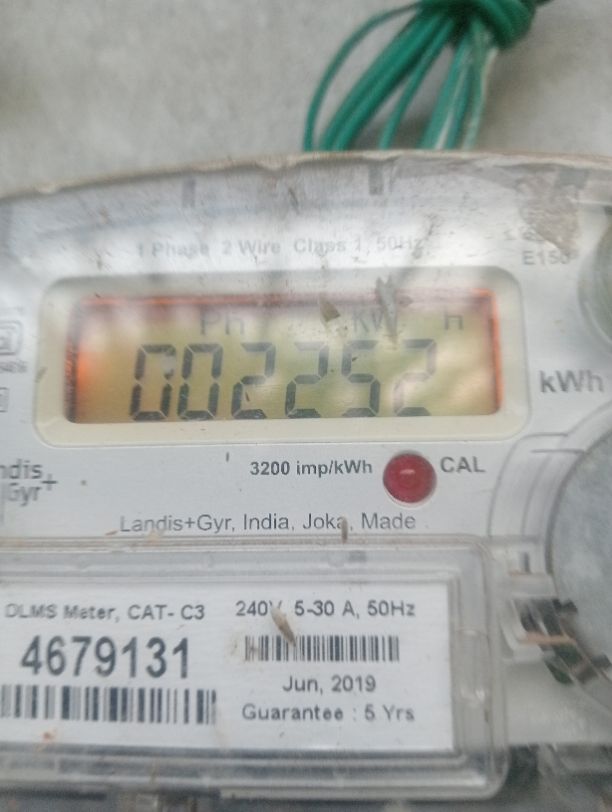 1 Phase 2 Wire Class 1, 50Hz
E150
Ph KW H
002252
kWh
3200 imp/kWh CAL
Gyr+
Landis+Gyr, India, Joka, Made
DLMS Meter, CAT- C3
4679131
240V, 5-30 A, 50Hz
Jun, 2019
Guarantee : 5 Yrs